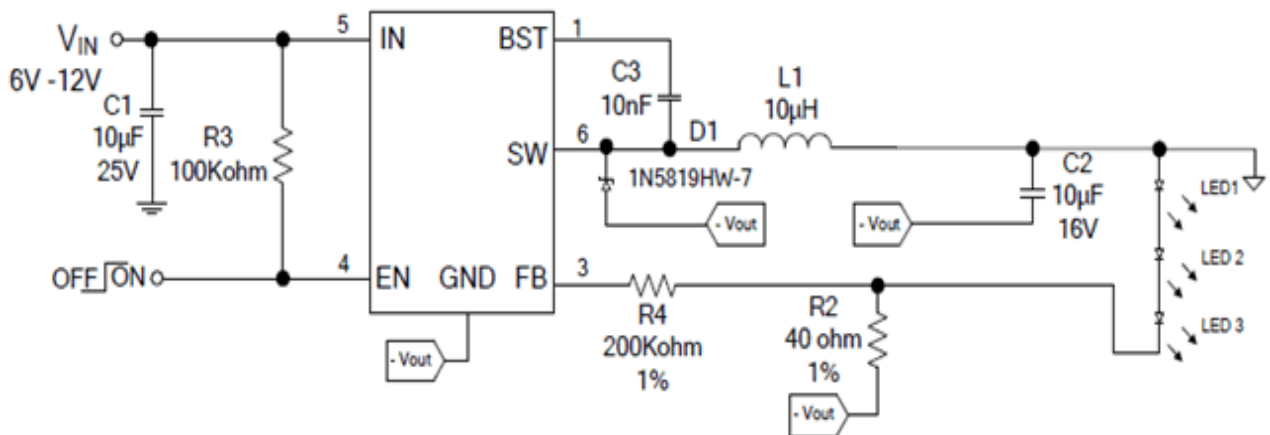 VIN
6V -12V
C1
10µF
25V
R3
100Kohm
OFF ON
5
IN
BST
1
6
SW
4
EN
GND
FB
3
- Vout
C3
10nF
D1
1N5819HW-7
L1
10µH
- Vout
- Vout
C2
10µF
16V
LED1
LED 2
LED 3
R4
200Kohm
1%
R2
40 ohm
1%
- Vout